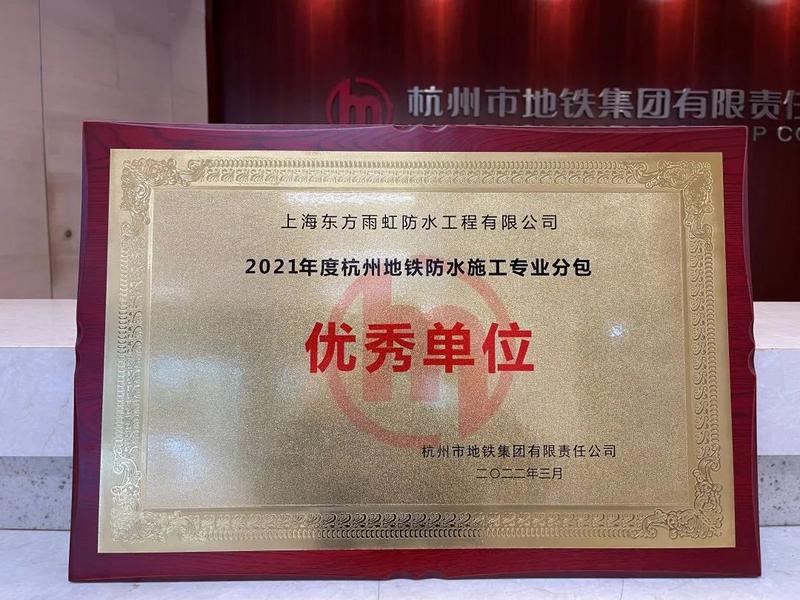 杭州市地铁集团有限责任
P CO
上海东方雨虹防水工程有限公司
2021年度杭州地铁防水施工专业分包
优秀单位
杭州市地铁集团有限责任公司
二〇二二年三月